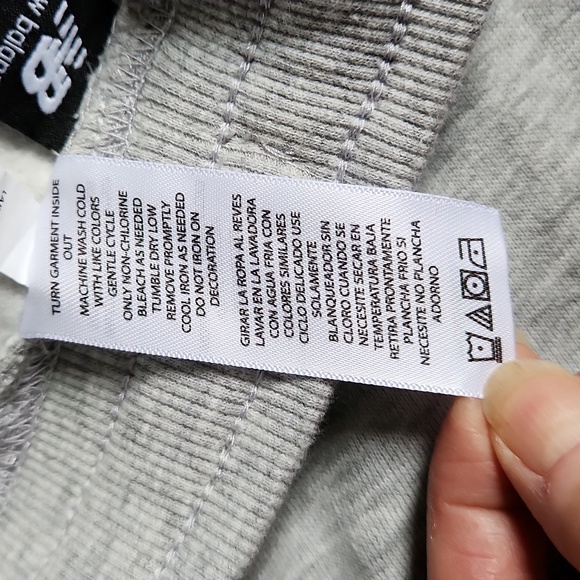 new balance
TURN GARMENT INSIDE
OUT
MACHINE WASH COLD
WITH LIKE COLORS
GENTLE CYCLE
ONLY NON-CHLORINE
BLEACH AS NEEDED
TUMBLE DRY LOW
REMOVE PROMPTLY
COOL IRON AS NEEDED
DO NOT IRON ON
DECORATION
GIRAR LA ROPA AL REVES
LAVAR EN LA LAVADORA
CON AGUA FRIA CON
COLORES SIMILARES
CICLO DELICADO USE
SOLAMENTE
BLANQUEADOR SIN
CLORO CUANDO SE
NECESITE SECAR EN
TEMPERATURA BAJA
RETIRA PRONTAMENTE
PLANCHA FRIO SI
NECESITE NO PLANCHA
ADORNO